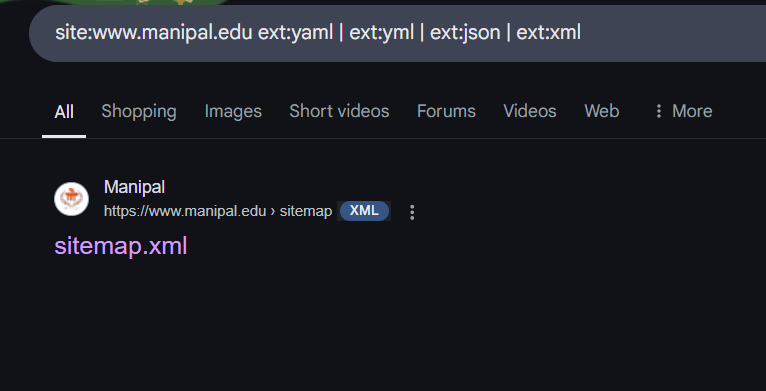 site:www.manipal.edu ext:yaml | ext:yml | ext:json | ext:xml
All Shopping Images Short videos Forums Videos Web More
Manipal
https://www.manipal.edu › sitemap XML
sitemap.xml